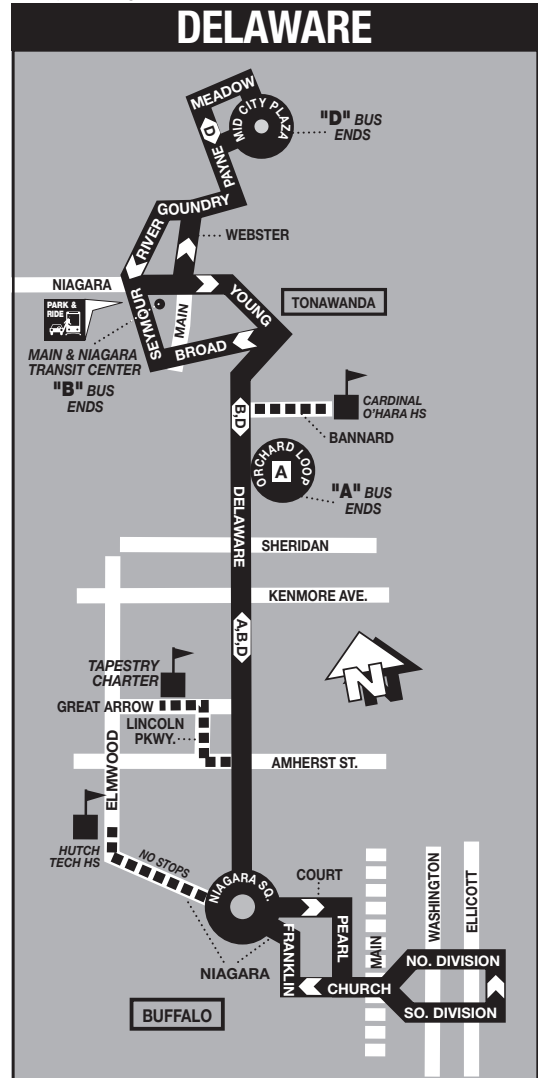 DELAWARE
MEADOW
MID CITY PLAZA
"D" BUS
ENDS
D
PAYNE
GOUNDRY
RIVER
WEBSTER
NIAGARA
YOUNG
TONAWANDA
PARK &
RIDE
SEYMOUR
MAIN
BROAD
MAIN & NIAGARA
TRANSIT CENTER
"B" BUS
ENDS
B,D
CARDINAL
O'HARA HS
BANNARD
ORCHARD LOOP
A
"A" BUS
ENDS
DELAWARE
SHERIDAN
KENMORE AVE.
A,B,D
N
TAPESTRY
CHARTER
GREAT ARROW
LINCOLN
PKWY.
ELMWOOD
AMHERST ST.
HUTCH
TECH HS
NO STOPS
NIAGARA SQ.
COURT
PEARL
FRANKLIN
MAIN
WASHINGTON
ELLICOTT
NIAGARA
NO. DIVISION
CHURCH
SO. DIVISION
BUFFALO